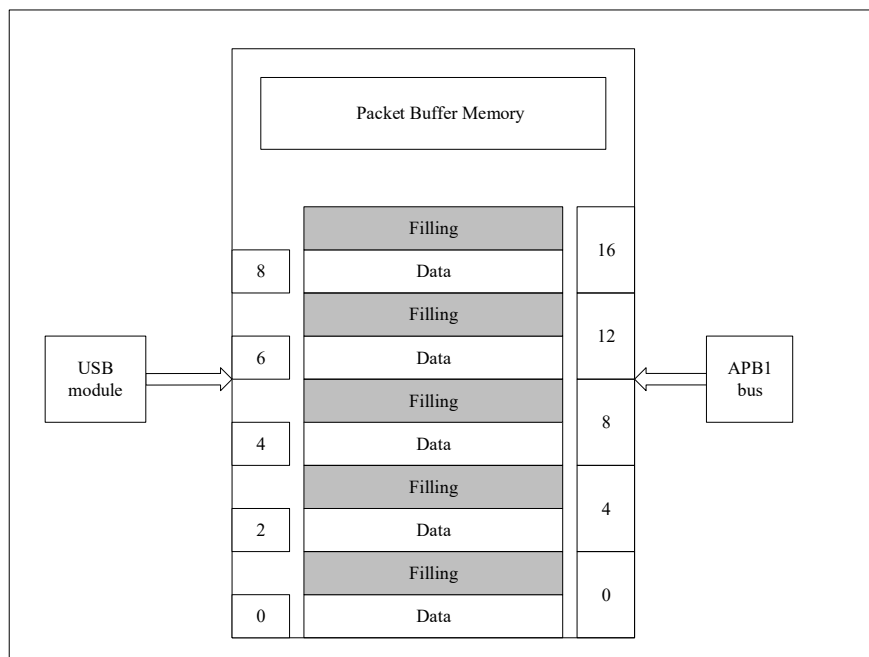 Packet Buffer Memory
Filling
16
8
Data
Filling
12
USB
module
6
Data
APB1
bus
Filling
8
4
Data
Filling
4
2
Data
Filling
0
0
Data